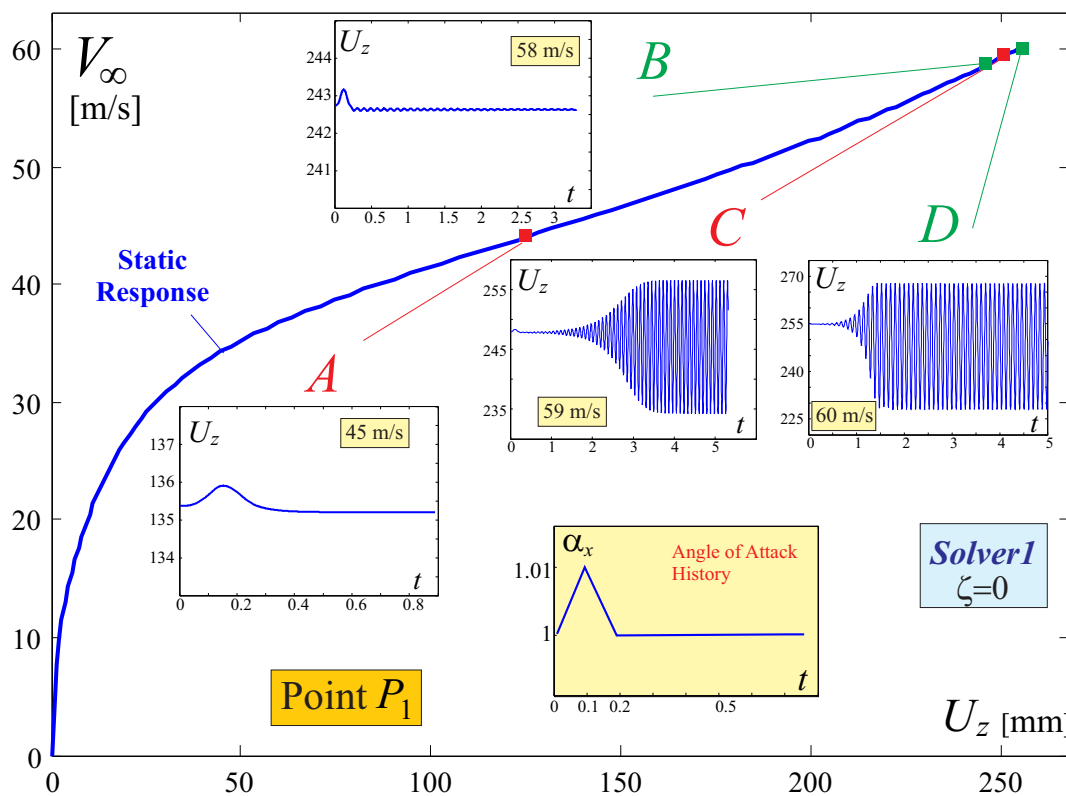 V∞
[m/s]
60
50
40
30
20
10
0
0
50
100
150
200
250
U_z [mm]
U_z
58 m/s
244
243
242
241
0
0.5
1
1.5
2
2.5
3
t
B
C
D
A
Static
Response
U_z
45 m/s
137
136
135
134
0
0.2
0.4
0.6
0.8
t
U_z
255
245
235
59 m/s
0
1
2
3
4
5
t
270
U_z
255
250
225
60 m/s
0
1
2
3
4
5
t
α_x
Angle of Attack
History
1.01
1
0
0.1
0.2
0.5
t
Solver1
ζ=0
Point P₁